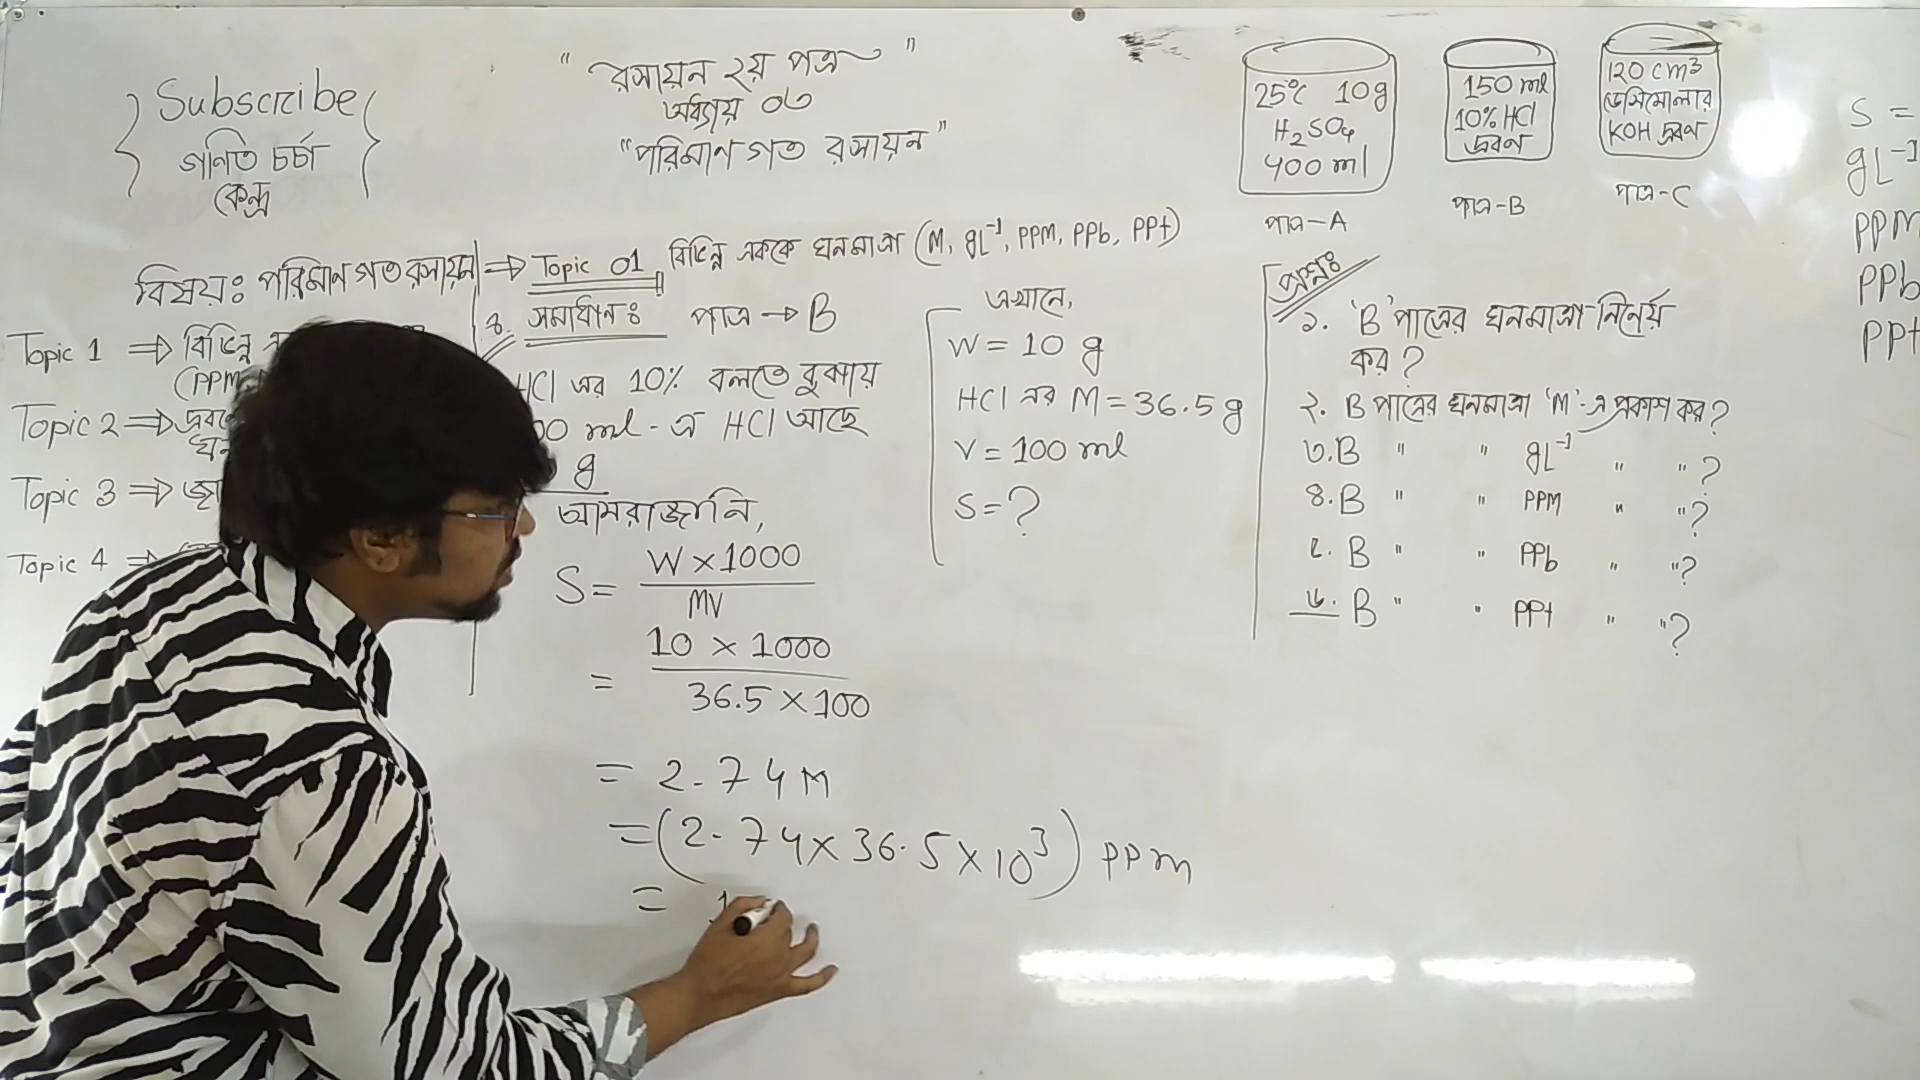 Subscribe
গণিত চর্চা
কেন্দ্র
"রসায়ন ২য় পত্র"
অধ্যায় ০৩
"পরিমাণ গত রসায়ন"
25°c 10g
H₂SO₄
400 ml
পাত্র-A
150 ml
10% HCl
দ্রবণ
পাত্র-B
120 cm³
ডেসিমোলার
KOH দ্রবণ
পাত্র-C
S =
gL⁻¹
PPM
PPb
PPt
বিষয়ঃ পরিমাণ গত রসায়ন
Topic 1 ⇒ বিভিন্ন
(PPM
Topic 2 ⇒
Topic 3 ⇒
Topic 4 ⇒
⇒ Topic 01 বিভিন্ন এককে ঘনমাত্রা (M, gL⁻¹, PPM, PPb, PPt)
৪. সমাধানঃ পাত্র → B
HCl এর 10% বলতে বুঝায়
00 ml-এ HCl আছে
g
আমরা জানি,
S = W × 1000 / MV
= 10 × 1000 / 36.5 × 100
= 2.74 M
= (2.74 × 36.5 × 10³) PPm
= 1
এখানে,
W = 10 g
HCl এর M = 36.5 g
V = 100 ml
S = ?
প্রশ্নঃ
১. 'B' পাত্রের ঘনমাত্রা নির্নেয়
কর?
২. B পাত্রের ঘনমাত্রা 'M'-এ প্রকাশ কর?
৩. B " " gL⁻¹ " "?
৪. B " " PPM " "?
৫. B " " PPb " "?
৬. B " " PPt " "?